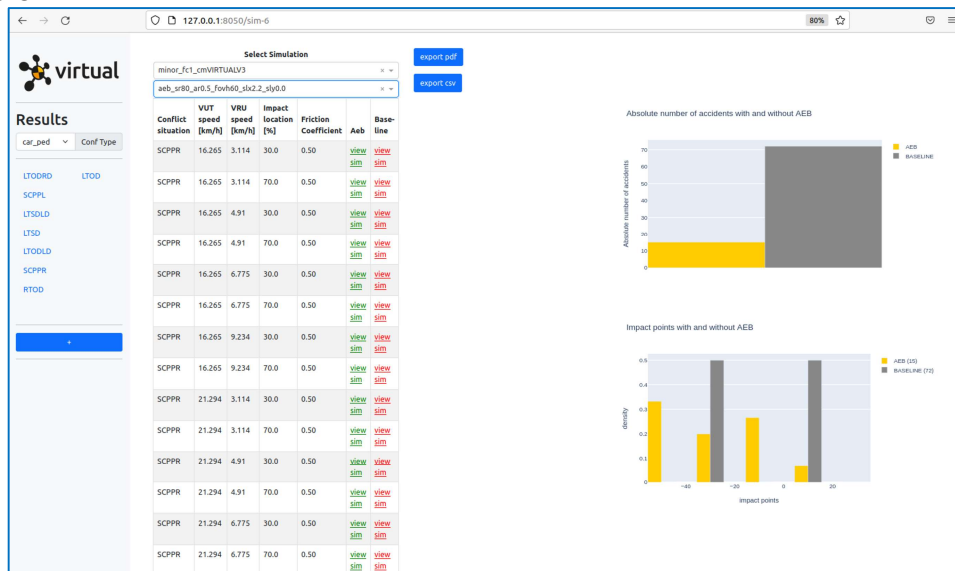 127.0.0.1:8050/sim-6
80%
virtual
Results
car_ped
Conf Type
LTODRD
LTOD
SCPPL
LTSDLD
LTSD
LTODLD
SCPPR
RTOD
+
Select Simulation
minor_fc1_cmVIRTUALV3
aeb_sr80_ar0.5_fovh60_slx2.2_sly0.0
export pdf
export csv
Conflict situation VUT speed [km/h] VRU speed [km/h] Impact location [%] Friction Coefficient Aeb Base-line
SCPPR 16.265 3.114 30.0 0.50 view sim view sim
SCPPR 16.265 3.114 70.0 0.50 view sim view sim
SCPPR 16.265 4.91 30.0 0.50 view sim view sim
SCPPR 16.265 4.91 70.0 0.50 view sim view sim
SCPPR 16.265 6.775 30.0 0.50 view sim view sim
SCPPR 16.265 6.775 70.0 0.50 view sim view sim
SCPPR 16.265 9.234 30.0 0.50 view sim view sim
SCPPR 16.265 9.234 70.0 0.50 view sim view sim
SCPPR 21.294 3.114 30.0 0.50 view sim view sim
SCPPR 21.294 3.114 70.0 0.50 view sim view sim
SCPPR 21.294 4.91 30.0 0.50 view sim view sim
SCPPR 21.294 4.91 70.0 0.50 view sim view sim
SCPPR 21.294 6.775 30.0 0.50 view sim view sim
SCPPR 21.294 6.775 70.0 0.50 view sim view sim
Absolute number of accidents with and without AEB
Absolute number of accidents
70
60
50
40
30
20
10
0
AEB
BASELINE
Impact points with and without AEB
density
0.5
0.4
0.3
0.2
0.1
0
−40
−20
0
20
impact points
AEB (15)
BASELINE (72)